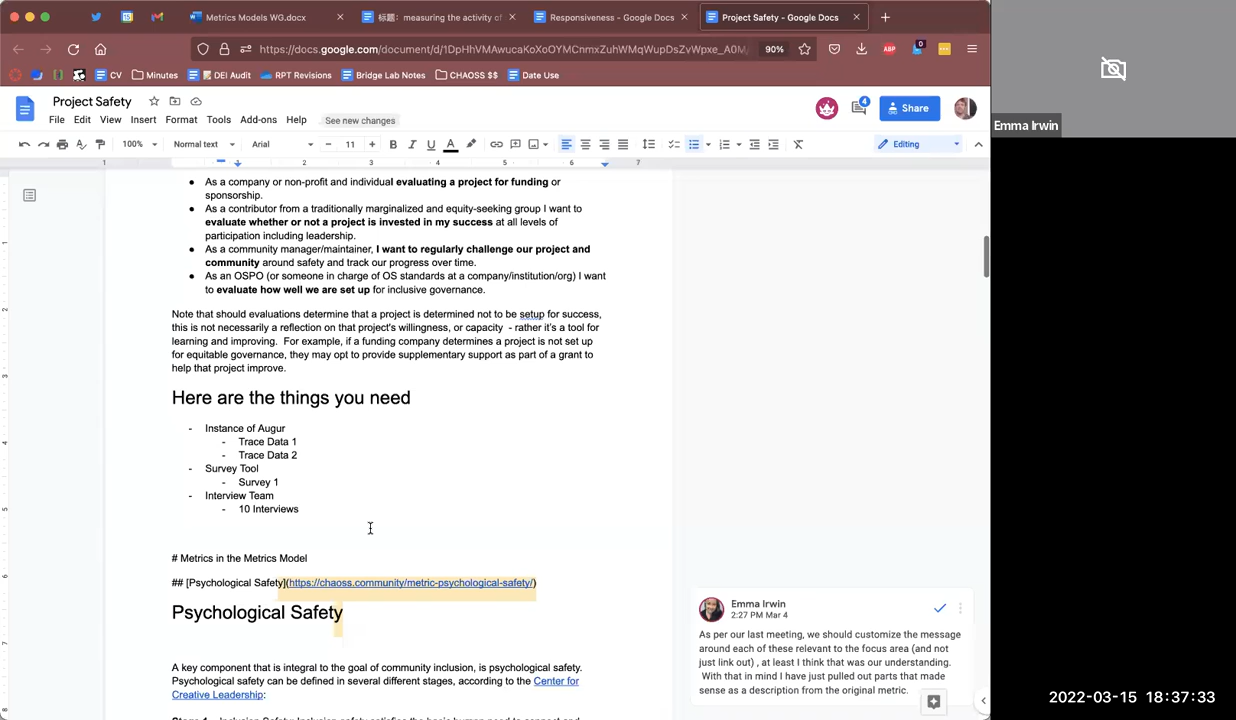 Metrics Models WG.docx
标题: measuring the activity of
Responsiveness - Google Docs
Project Safety - Google Docs
https://docs.google.com/document/d/1DpHhVMAwucaKoXoOYMCnmxZuhWMqWupDsZvWpxe_A0M/
90%
ABP
0
CV
Minutes
DEI Audit
RPT Revisions
Bridge Lab Notes
CHAOSS $$
Date Use
Project Safety
File Edit View Insert Format Tools Add-ons Help
See new changes
4
Share
100%
Normal text
Arial
11
B I U A
Editing
1 1 2 3 4 5 6 7
As a company or non-profit and individual evaluating a project for funding or
sponsorship.
As a contributor from a traditionally marginalized and equity-seeking group I want to
evaluate whether or not a project is invested in my success at all levels of
participation including leadership.
As a community manager/maintainer, I want to regularly challenge our project and
community around safety and track our progress over time.
As an OSPO (or someone in charge of OS standards at a company/institution/org) I want
to evaluate how well we are set up for inclusive governance.
Note that should evaluations determine that a project is determined not to be setup for success,
this is not necessarily a reflection on that project's willingness, or capacity - rather it's a tool for
learning and improving. For example, if a funding company determines a project is not set up
for equitable governance, they may opt to provide supplementary support as part of a grant to
help that project improve.
Here are the things you need
- Instance of Augur
- Trace Data 1
- Trace Data 2
- Survey Tool
- Survey 1
- Interview Team
- 10 Interviews
# Metrics in the Metrics Model
## [Psychological Safety](https://chaoss.community/metric-psychological-safety/)
Psychological Safety
A key component that is integral to the goal of community inclusion, is psychological safety.
Psychological safety can be defined in several different stages, according to the Center for
Creative Leadership:
Emma Irwin
2:27 PM Mar 4
As per our last meeting, we should customize the message
around each of these relevant to the focus area (and not
just link out) , at least I think that was our understanding.
With that in mind I have just pulled out parts that made
sense as a description from the original metric.
Emma Irwin
2022-03-15 18:37:33